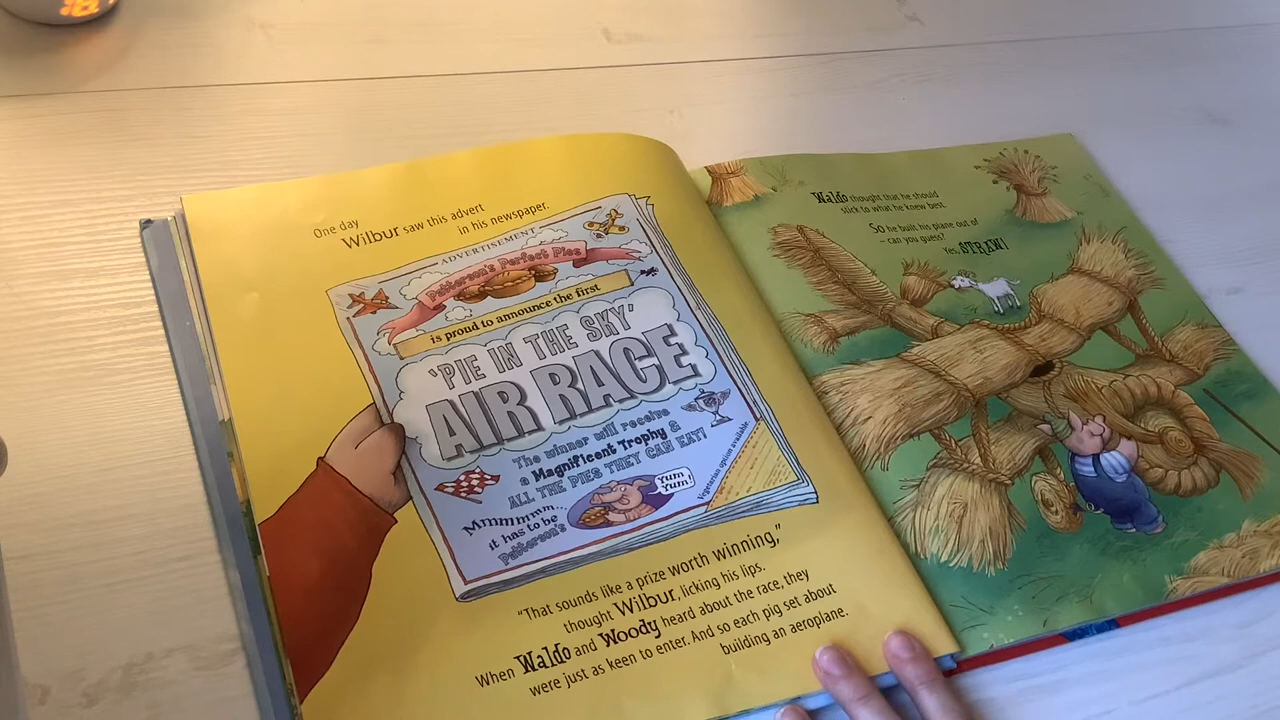 One day
Wilbur saw this advert
in his newspaper.
ADVERTISEMENT
Patterson's Perfect Pies
is proud to announce the first
'PIE IN THE SKY'
AIR RACE
The winner will receive
a Magnificent Trophy &
ALL THE PIES THEY CAN EAT!
Vegetarian option available
Yum
Yum!
Mmmmmm...
it has to be
Patterson's
"That sounds like a prize worth winning,"
thought Wilbur, licking his lips.
When Waldo and Woody heard about the race, they
were just as keen to enter. And so each pig set about
building an aeroplane.
Waldo thought that he should
stick to what he knew best.
So he built his plane out of
– can you guess?
Yes, STRAW!